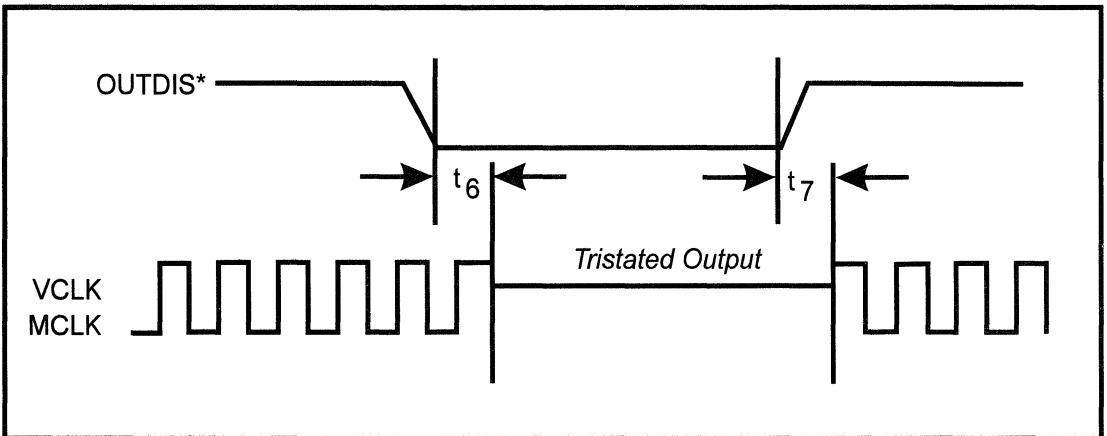 OUTDIS*
t6
t7
Tristated Output
VCLK
MCLK